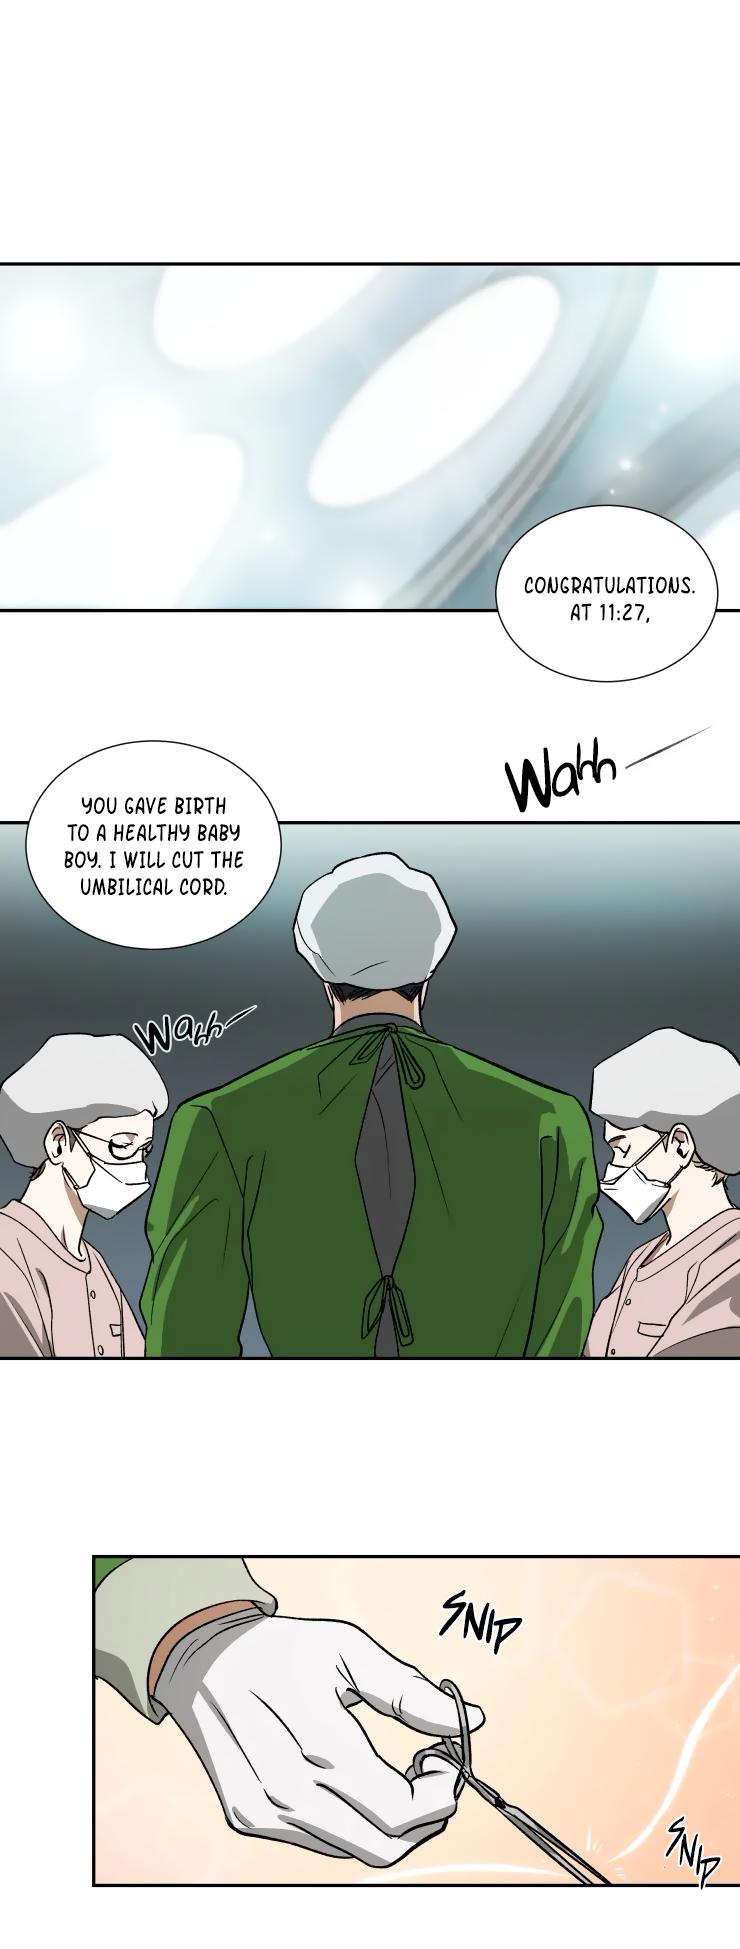 CONGRATULATIONS.
AT 11:27,
Wahh
YOU GAVE BIRTH
TO A HEALTHY BABY
BOY. I WILL CUT THE
UMBILICAL CORD.
Wahh
SNIP
SNIP